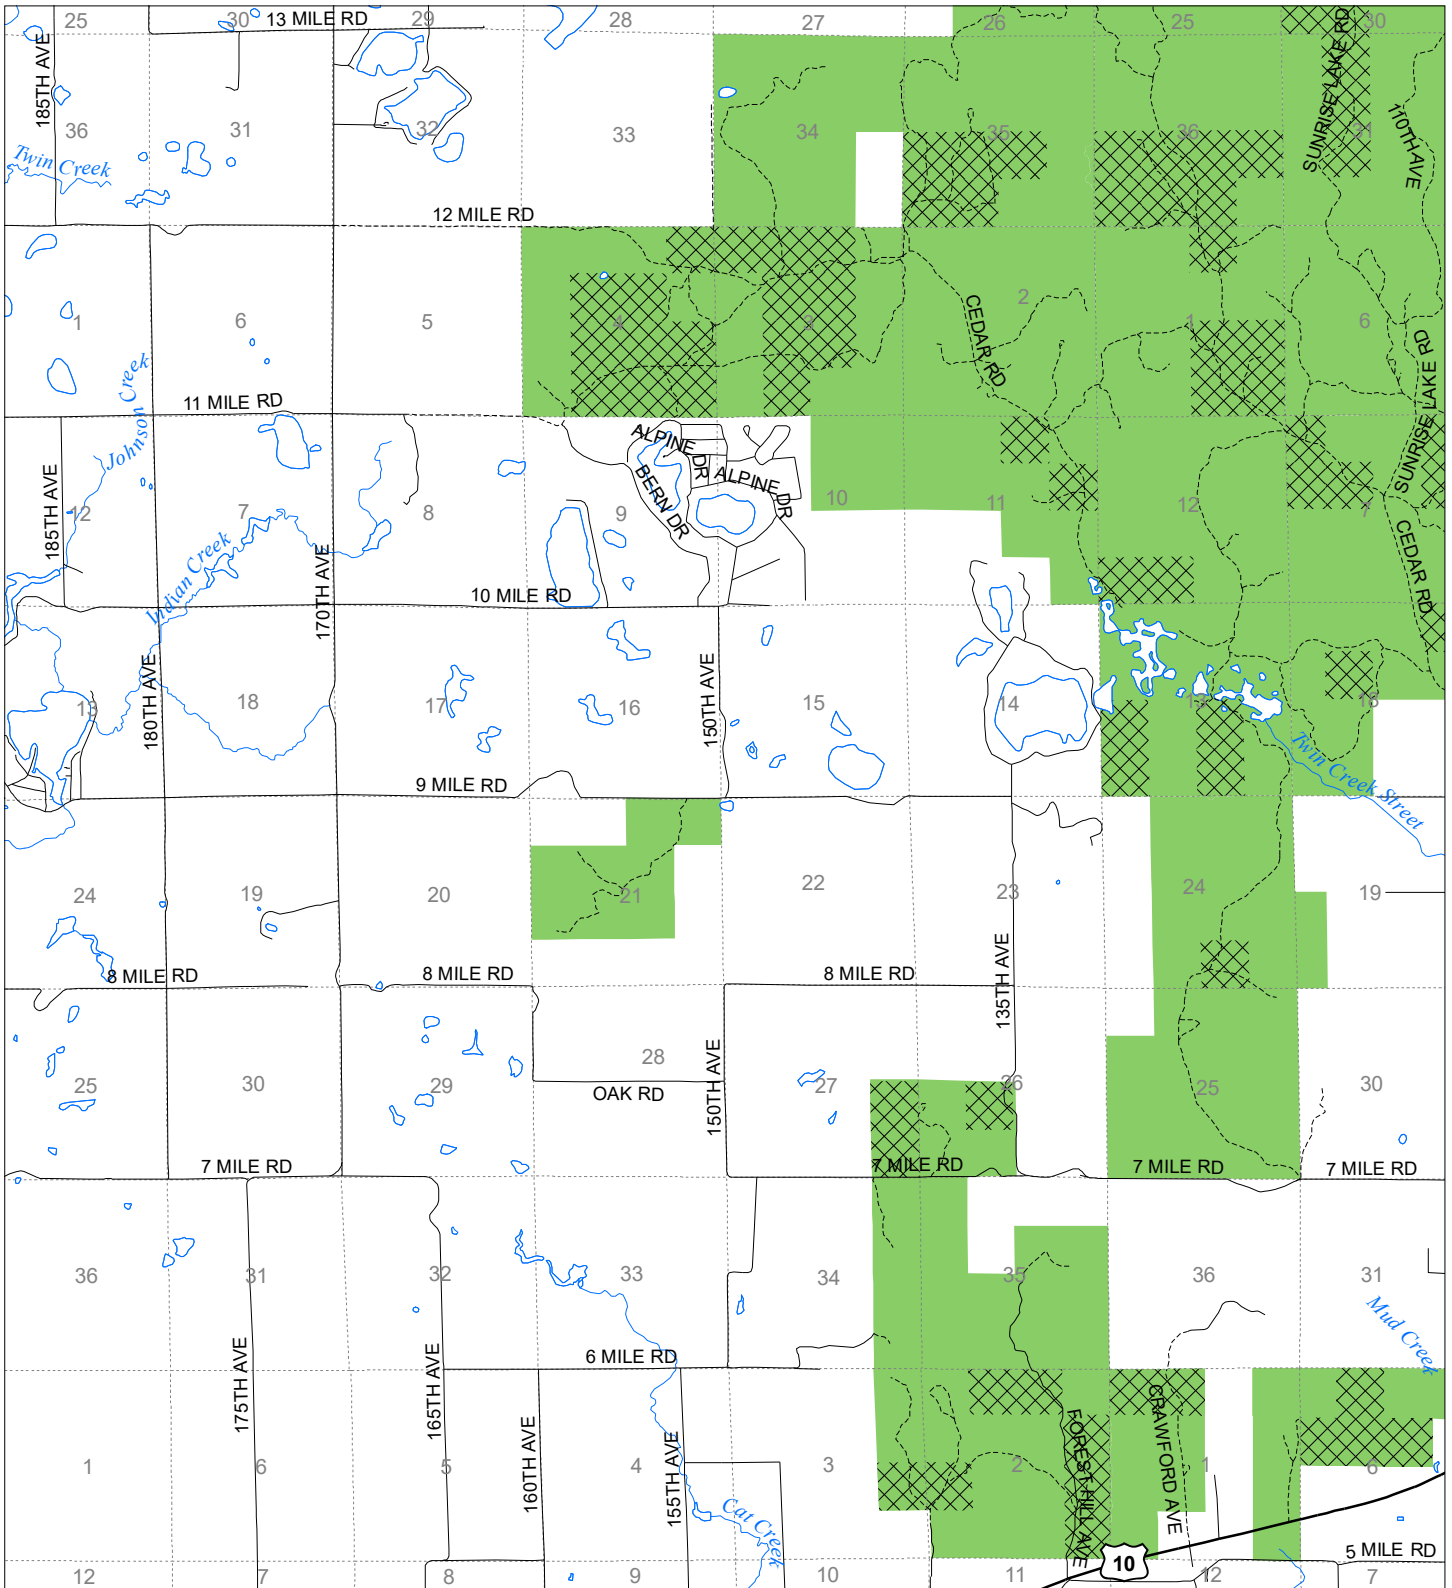 25
30
13 MILE RD
29
28
27
26
25
30
185TH AVE
SUNRISE LAKE RD
110TH AVE
36
31
32
33
34
35
36
31
Twin Creek
12 MILE RD
1
6
5
4
3
2
1
6
CEDAR RD
SUNRISE LAKE RD
Johnson Creek
11 MILE RD
ALPINE DR
ALPINE DR
BERN DR
185TH AVE
12
7
8
9
10
11
12
7
CEDAR RD
Indian Creek
170TH AVE
10 MILE RD
180TH AVE
150TH AVE
13
18
17
16
15
14
13
18
Twin Creek Street
9 MILE RD
24
19
20
21
22
23
24
19
8 MILE RD
8 MILE RD
8 MILE RD
135TH AVE
28
150TH AVE
25
30
29
OAK RD
27
26
25
30
7 MILE RD
7 MILE RD
7 MILE RD
7 MILE RD
36
31
32
33
34
35
36
31
Mud Creek
175TH AVE
165TH AVE
6 MILE RD
160TH AVE
155TH AVE
FOREST HILL AVE
CRAWFORD AVE
1
6
5
4
3
2
1
6
Cat Creek
10
5 MILE RD
12
7
8
9
10
11
12
7